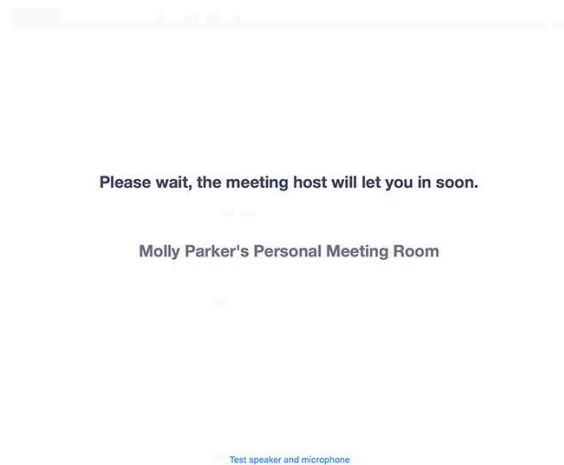 Please wait, the meeting host will let you in soon.
Molly Parker's Personal Meeting Room
Test speaker and microphone